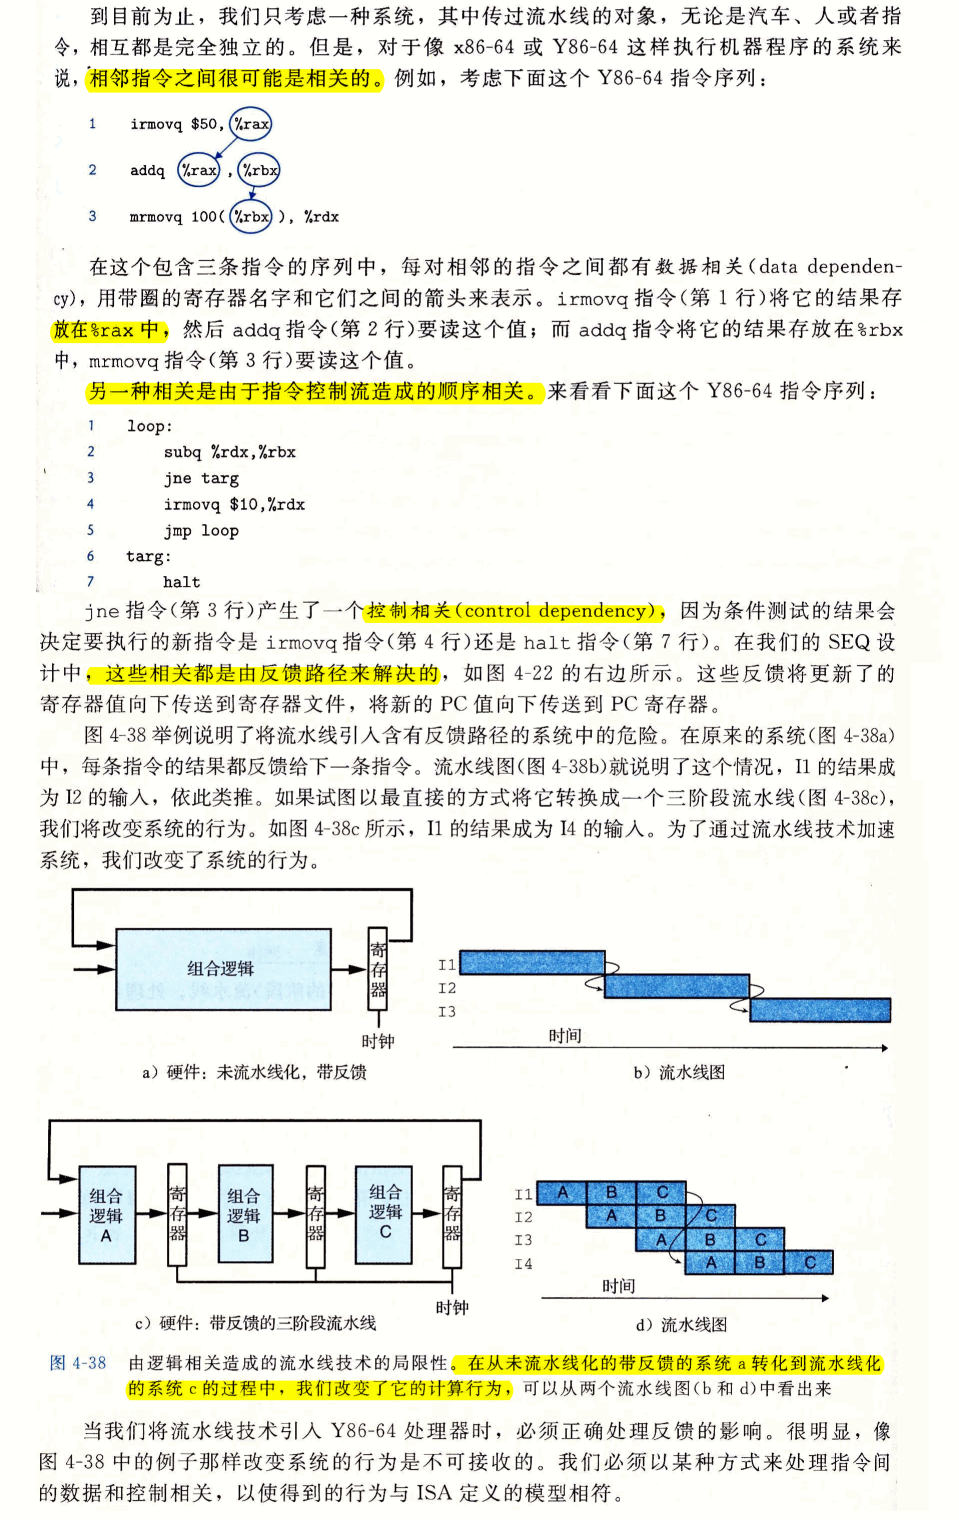 到目前为止，我们只考虑一种系统，其中传过流水线的对象，无论是汽车、人或者指
令，相互都是完全独立的。但是，对于像 x86-64 或 Y86-64 这样执行机器程序的系统来
说，相邻指令之间很可能是相关的。例如，考虑下面这个 Y86-64 指令序列：
1 irmovq $50, %rax
2 addq %rax , %rbx
3 mrmovq 100( %rbx ), %rdx
在这个包含三条指令的序列中，每对相邻的指令之间都有数据相关(data dependen-
cy)，用带圈的寄存器名字和它们之间的箭头来表示。irmovq 指令(第 1 行)将它的结果存
放在%rax 中，然后 addq 指令(第 2 行)要读这个值；而 addq 指令将它的结果存放在%rbx
中，mrmovq 指令(第 3 行)要读这个值。
另一种相关是由于指令控制流造成的顺序相关。来看看下面这个 Y86-64 指令序列：
1 loop:
2 subq %rdx,%rbx
3 jne targ
4 irmovq $10,%rdx
5 jmp loop
6 targ:
7 halt
jne 指令(第 3 行)产生了一个控制相关(control dependency)，因为条件测试的结果会
决定要执行的新指令是 irmovq 指令(第 4 行)还是 halt 指令(第 7 行)。在我们的 SEQ 设
计中，这些相关都是由反馈路径来解决的，如图 4-22 的右边所示。这些反馈将更新了的
寄存器值向下传送到寄存器文件，将新的 PC 值向下传送到 PC 寄存器。
图 4-38 举例说明了将流水线引入含有反馈路径的系统中的危险。在原来的系统(图 4-38a)
中，每条指令的结果都反馈给下一条指令。流水线图(图 4-38b)就说明了这个情况，I1 的结果成
为 I2 的输入，依此类推。如果试图以最直接的方式将它转换成一个三阶段流水线(图 4-38c)，
我们将改变系统的行为。如图 4-38c 所示，I1 的结果成为 I4 的输入。为了通过流水线技术加速
系统，我们改变了系统的行为。
组合逻辑
寄存器
时钟
a）硬件：未流水线化，带反馈
I1
I2
I3
时间
b）流水线图
组合逻辑A
寄存器
组合逻辑B
寄存器
组合逻辑C
寄存器
时钟
c）硬件：带反馈的三阶段流水线
I1 A B C
I2 A B C
I3 A B C
I4 A B C
时间
d）流水线图
图 4-38 由逻辑相关造成的流水线技术的局限性。在从未流水线化的带反馈的系统 a 转化到流水线化
的系统 c 的过程中，我们改变了它的计算行为，可以从两个流水线图(b 和 d)中看出来
当我们将流水线技术引入 Y86-64 处理器时，必须正确处理反馈的影响。很明显，像
图 4-38 中的例子那样改变系统的行为是不可接收的。我们必须以某种方式来处理指令间
的数据和控制相关，以使得到的行为与 ISA 定义的模型相符。